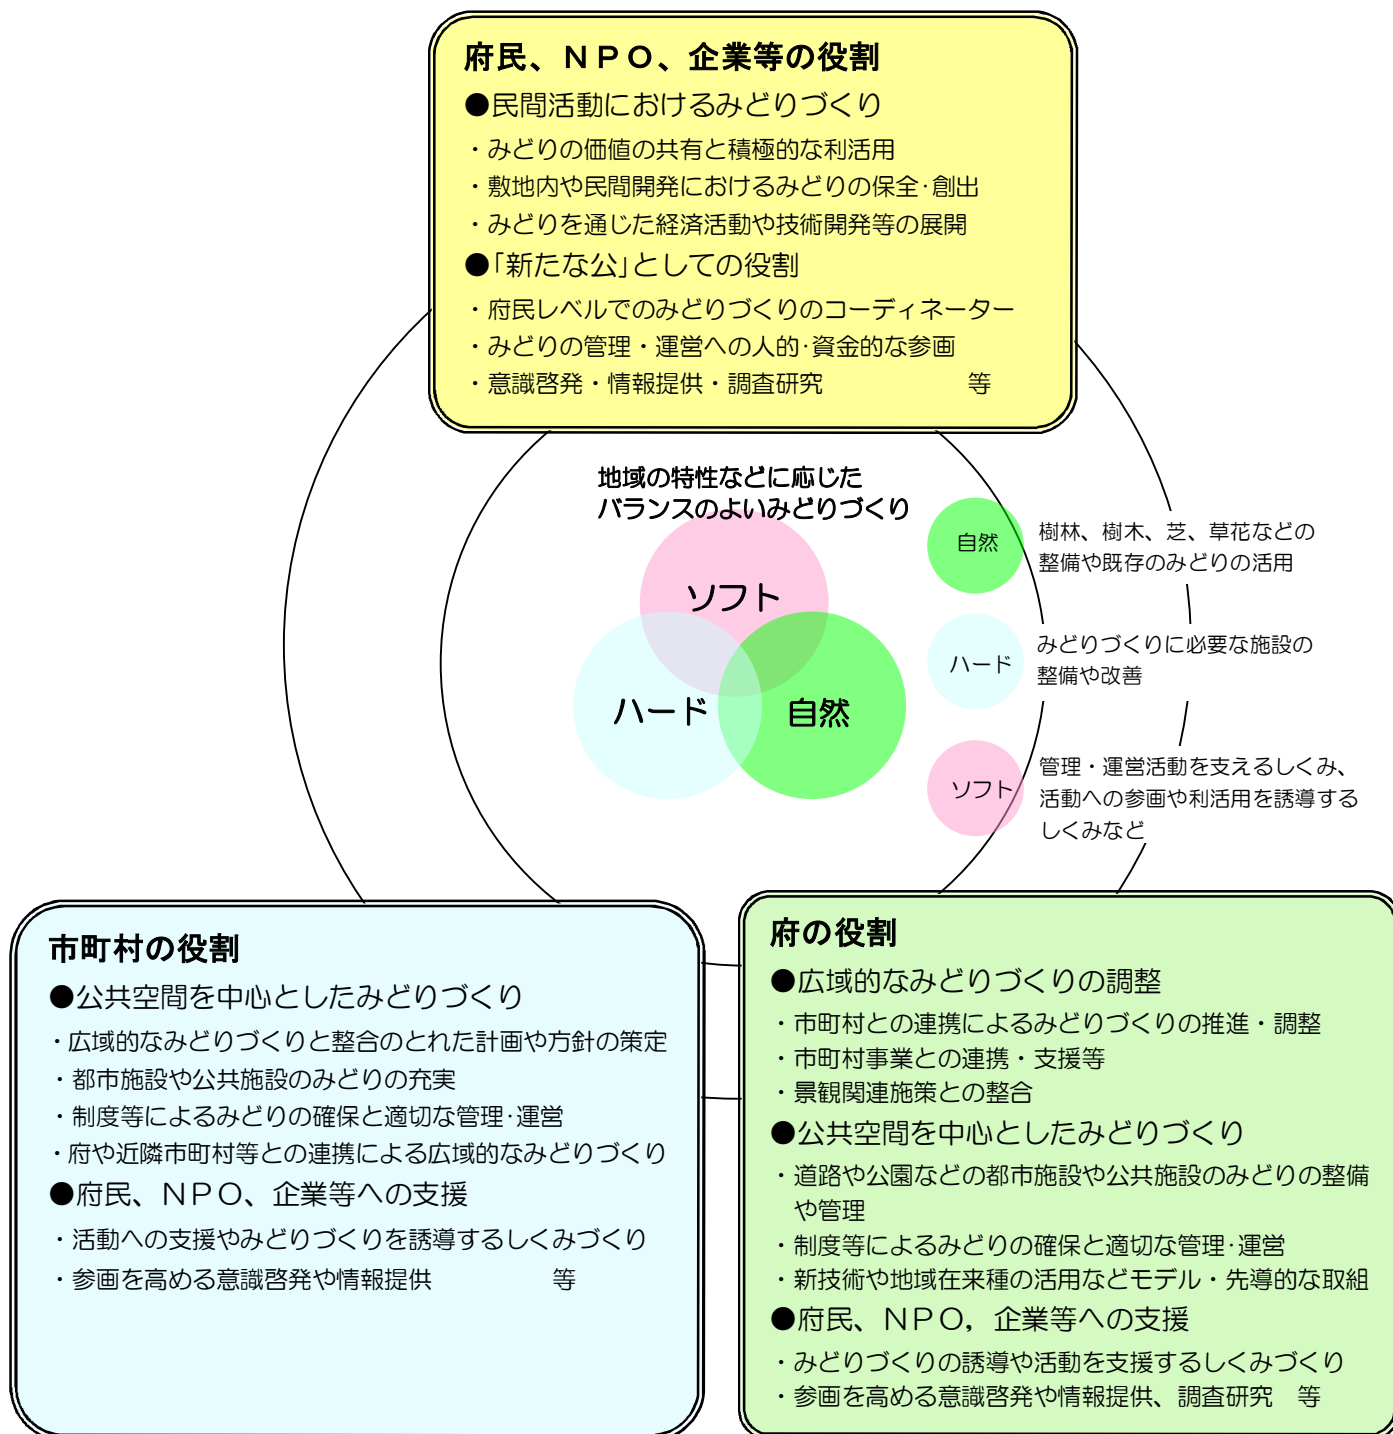 府民、ＮＰＯ、企業等の役割
●民間活動におけるみどりづくり
・みどりの価値の共有と積極的な利活用
・敷地内や民間開発におけるみどりの保全･創出
・みどりを通じた経済活動や技術開発等の展開
●｢新たな公｣としての役割
・府民レベルでのみどりづくりのコーディネーター
・みどりの管理・運営への人的･資金的な参画
・意識啓発・情報提供・調査研究　　　　　　等
地域の特性などに応じた
バランスのよいみどりづくり
ソフト
ハード
自然
自然
樹林、樹木、芝、草花などの
整備や既存のみどりの活用
ハード
みどりづくりに必要な施設の
整備や改善
ソフト
管理・運営活動を支えるしくみ、
活動への参画や利活用を誘導する
しくみなど
市町村の役割
●公共空間を中心としたみどりづくり
・広域的なみどりづくりと整合のとれた計画や方針の策定
・都市施設や公共施設のみどりの充実
・制度等によるみどりの確保と適切な管理･運営
・府や近隣市町村等との連携による広域的なみどりづくり
●府民、ＮＰＯ、企業等への支援
・活動への支援やみどりづくりを誘導するしくみづくり
・参画を高める意識啓発や情報提供　　　　　等
府の役割
●広域的なみどりづくりの調整
・市町村との連携によるみどりづくりの推進・調整
・市町村事業との連携・支援等
・景観関連施策との整合
●公共空間を中心としたみどりづくり
・道路や公園などの都市施設や公共施設のみどりの整備
や管理
・制度等によるみどりの確保と適切な管理･運営
・新技術や地域在来種の活用などモデル・先導的な取組
●府民、ＮＰＯ，企業等への支援
・みどりづくりの誘導や活動を支援するしくみづくり
・参画を高める意識啓発や情報提供、調査研究　等